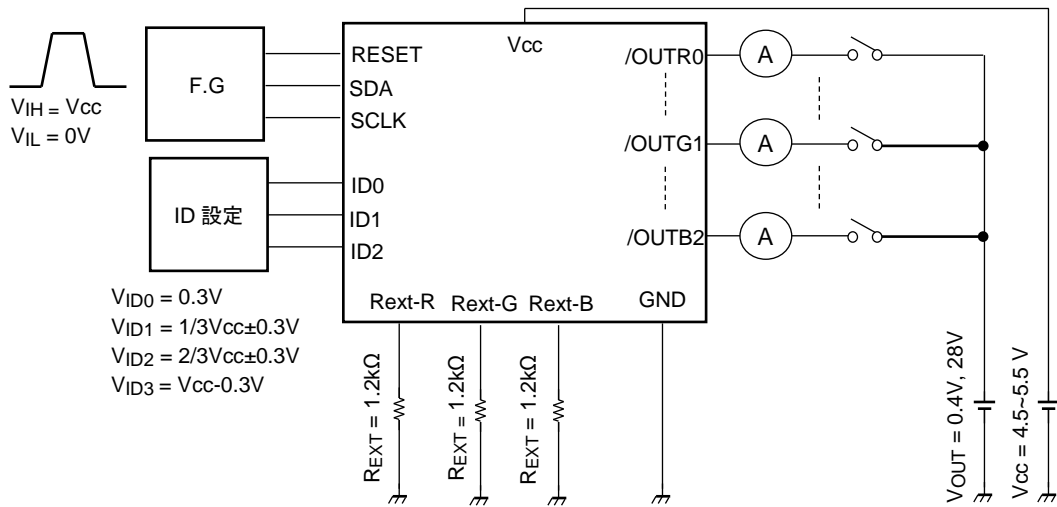 Vcc
RESET
SDA
SCLK
F.G
VIH = Vcc
VIL = 0V
ID 設定
ID0
ID1
ID2
VID0 = 0.3V
VID1 = 1/3Vcc±0.3V
VID2 = 2/3Vcc±0.3V
VID3 = Vcc-0.3V
/OUTR0
A
/OUTG1
A
/OUTB2
A
Rext-R
Rext-G
Rext-B
GND
REXT = 1.2kΩ
REXT = 1.2kΩ
REXT = 1.2kΩ
VOUT = 0.4V, 28V
Vcc = 4.5~5.5 V